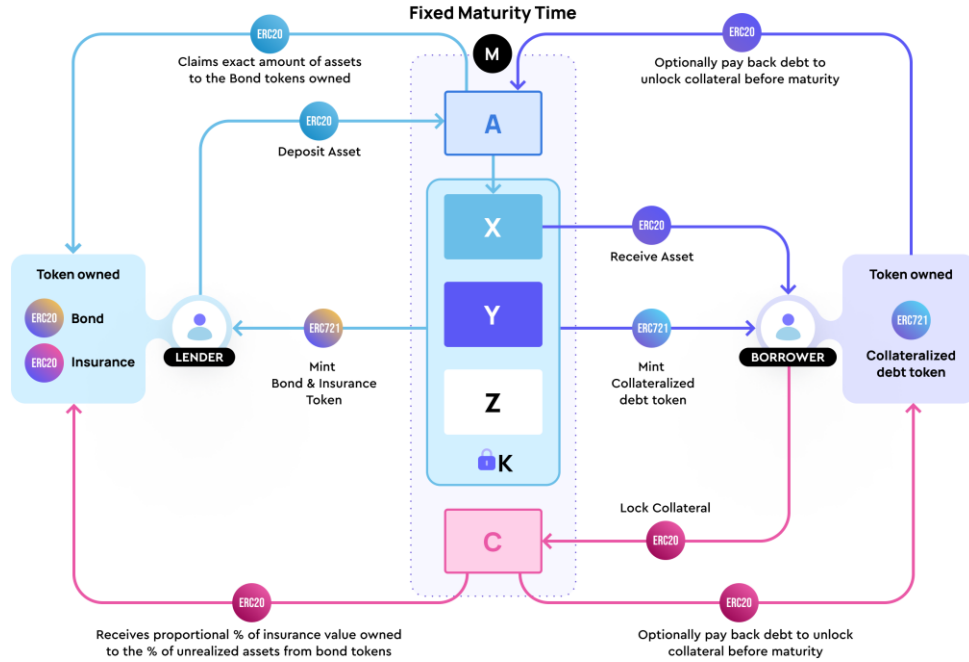 Fixed Maturity Time
M
ERC20
Claims exact amount of assets
to the Bond tokens owned
ERC20
Optionally pay back debt to
unlock collateral before maturity
ERC20
Deposit Asset
A
X
ERC20
Receive Asset
Token owned
ERC20 Bond
ERC20 Insurance
LENDER
ERC721
Mint
Bond & Insurance
Token
Y
ERC721
Mint
Collateralized
debt token
BORROWER
Token owned
ERC721
Collateralized
debt token
Z
K
Lock Collateral
ERC20
C
ERC20
Receives proportional % of insurance value owned
to the % of unrealized assets from bond tokens
ERC20
Optionally pay back debt to unlock
collateral before maturity